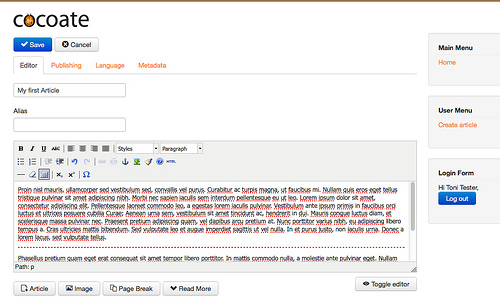 cocoate
Save
Cancel
Editor
Publishing
Language
Metadata
My first Article
Alias
B I U ABC
Styles
Paragraph
HTML
Proin nisl mauris, ullamcorper sed vestibulum sed, convallis vel purus. Curabitur ac turpis magna, ut faucibus mi. Nullam quis eros eget tellus
tristique pulvinar sit amet adipiscing nibh. Morbi nec sapien iaculis sem interdum pellentesque eu ut leo. Lorem ipsum dolor sit amet,
consectetur adipiscing elit. Pellentesque laoreet commodo leo, a egestas lorem iaculis pulvinar. Vestibulum ante ipsum primis in faucibus orci
luctus et ultrices posuere cubilia Curae; Aenean urna sem, vestibulum sit amet tincidunt ac, hendrerit in dui. Mauris congue luctus diam, et
scelerisque massa pulvinar nec. Praesent pretium adipiscing quam, vel dapibus arcu pretium at. Nunc porttitor varius nibh, eu adipiscing libero
tempus a. Cras ultricies mattis bibendum. Sed vulputate leo et augue imperdiet sagittis ut vel nulla. In et purus justo, non iaculis urna. Donec a
lorem lacus, sed vulputate tellus.
Phasellus pretium quam eget erat consequat sit amet tempor libero porttitor. In mattis commodo nulla, a molestie ante pulvinar eget. Nullam
Path: p
Article
Image
Page Break
Read More
Toggle editor
Main Menu
Home
User Menu
Create article
Login Form
Hi Toni Tester,
Log out